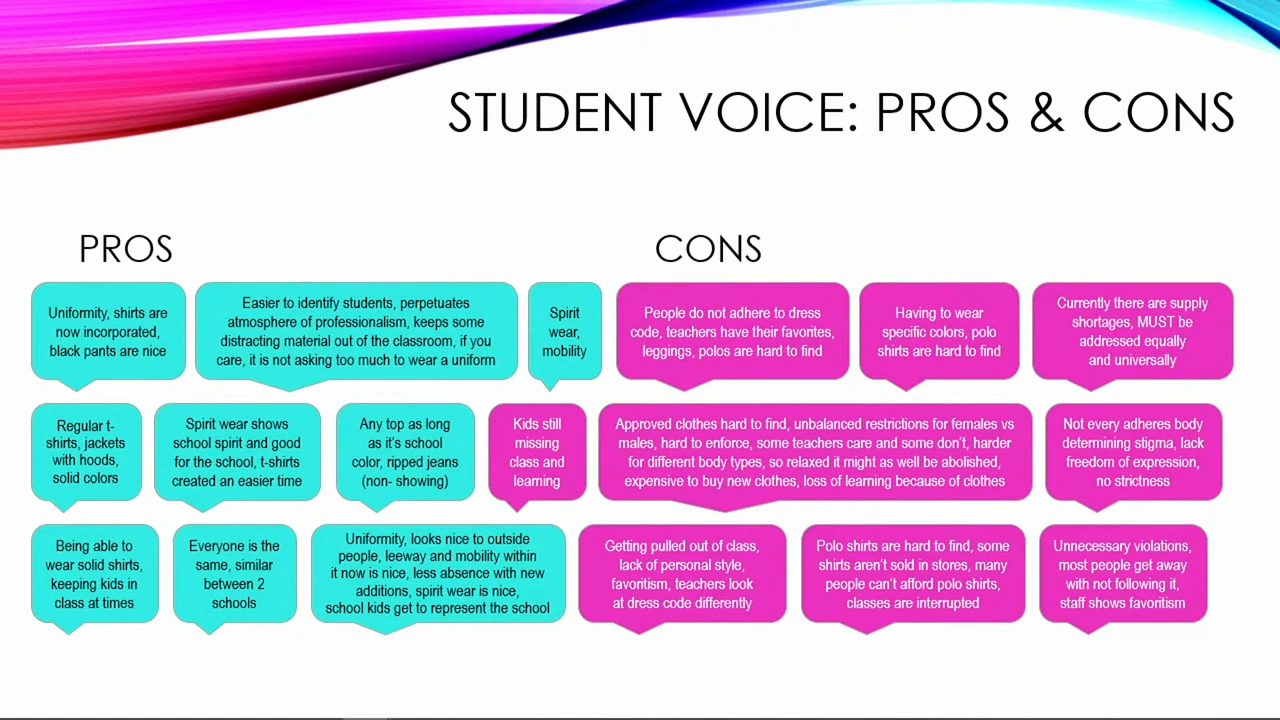 STUDENT VOICE: PROS & CONS
PROS
CONS
Uniformity, shirts are
now incorporated,
black pants are nice
Easier to identify students, perpetuates
atmosphere of professionalism, keeps some
distracting material out of the classroom, if you
care, it is not asking too much to wear a uniform
Spirit
wear,
mobility
People do not adhere to dress
code, teachers have their favorites,
leggings, polos are hard to find
Having to wear
specific colors, polo
shirts are hard to find
Currently there are supply
shortages, MUST be
addressed equally
and universally
Regular t-
shirts, jackets
with hoods,
solid colors
Spirit wear shows
school spirit and good
for the school, t-shirts
created an easier time
Any top as long
as it's school
color, ripped jeans
(non- showing)
Kids still
missing
class and
learning
Approved clothes hard to find, unbalanced restrictions for females vs
males, hard to enforce, some teachers care and some don't, harder
for different body types, so relaxed it might as well be abolished,
expensive to buy new clothes, loss of learning because of clothes
Not every adheres body
determining stigma, lack
freedom of expression,
no strictness
Being able to
wear solid shirts,
keeping kids in
class at times
Everyone is the
same, similar
between 2
schools
Uniformity, looks nice to outside
people, leeway and mobility within
it now is nice, less absence with new
additions, spirit wear is nice,
school kids get to represent the school
Getting pulled out of class,
lack of personal style,
favoritism, teachers look
at dress code differently
Polo shirts are hard to find, some
shirts aren't sold in stores, many
people can't afford polo shirts,
classes are interrupted
Unnecessary violations,
most people get away
with not following it,
staff shows favoritism